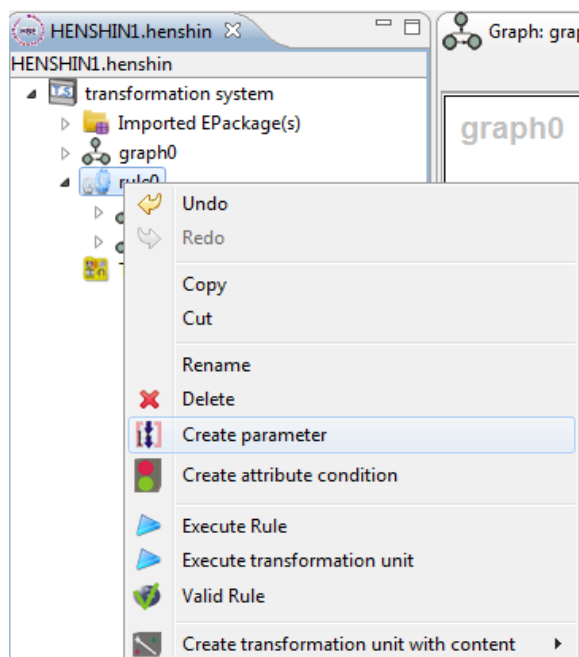 HENSHIN1.henshin
Graph: grap
HENSHIN1.henshin
transformation system
Imported EPackage(s)
graph0
graph0
rule0
Undo
Redo
Copy
Cut
Rename
Delete
Create parameter
Create attribute condition
Execute Rule
Execute transformation unit
Valid Rule
Create transformation unit with content